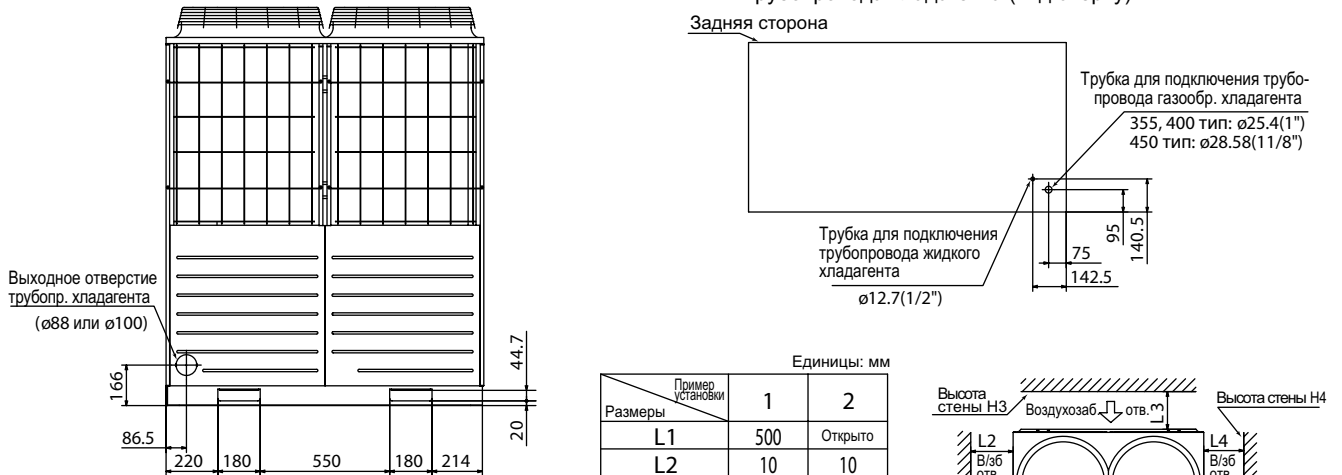 Задняя сторона
Трубка для подключения трубо-
провода газообр. хладагента
355, 400 тип: ø25.4(1")
450 тип: ø28.58(11/8")
95
140.5
75
142.5
Трубка для подключения
трубопровода жидкого
хладагента
ø12.7(1/2")
Выходное отверстие
трубопр. хладагента
(ø88 или ø100)
166
86.5
44.7
20
220 180 550 180 214
Единицы: мм
Пример
установки
Размеры
1 2
L1 500 Открыто
L2 10 10
Высота
стены H3
Воздухозаб. отв.
L3
Высота стены H4
L2
В/зб
отв.
L4
В/зб
отв.